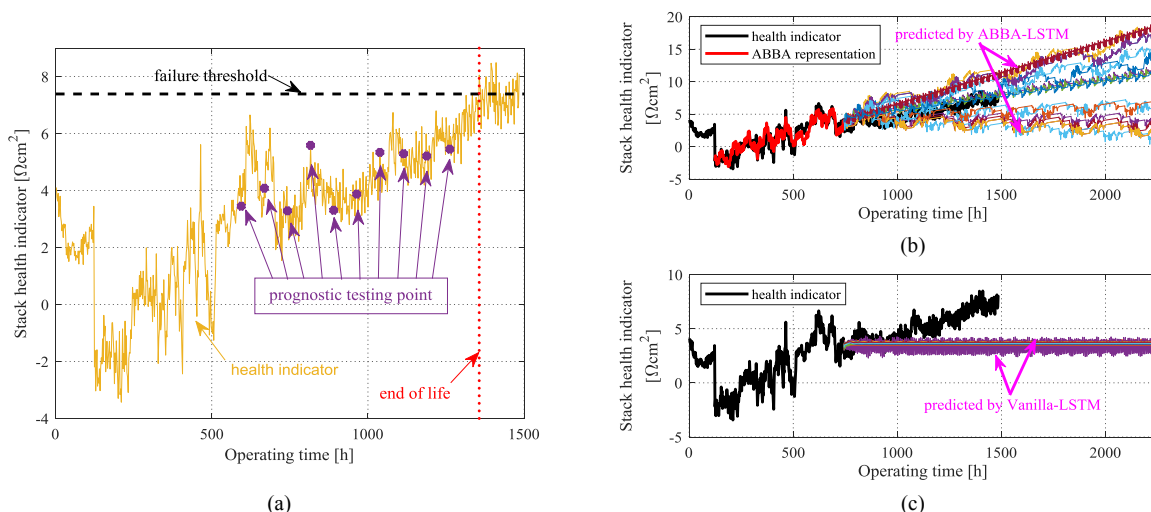 Stack health indicator [Ωcm²]
8
6
4
2
0
-2
-4
failure threshold
prognostic testing point
health indicator
end of life
0
500
1000
1500
Operating time [h]
(a)
Stack health indicator
[Ωcm²]
20
15
10
5
0
-5
health indicator
ABBA representation
predicted by ABBA-LSTM
0
500
1000
1500
2000
Operating time [h]
(b)
Stack health indicator
[Ωcm²]
10
5
0
-5
health indicator
predicted by Vanilla-LSTM
0
500
1000
1500
2000
Operating time [h]
(c)